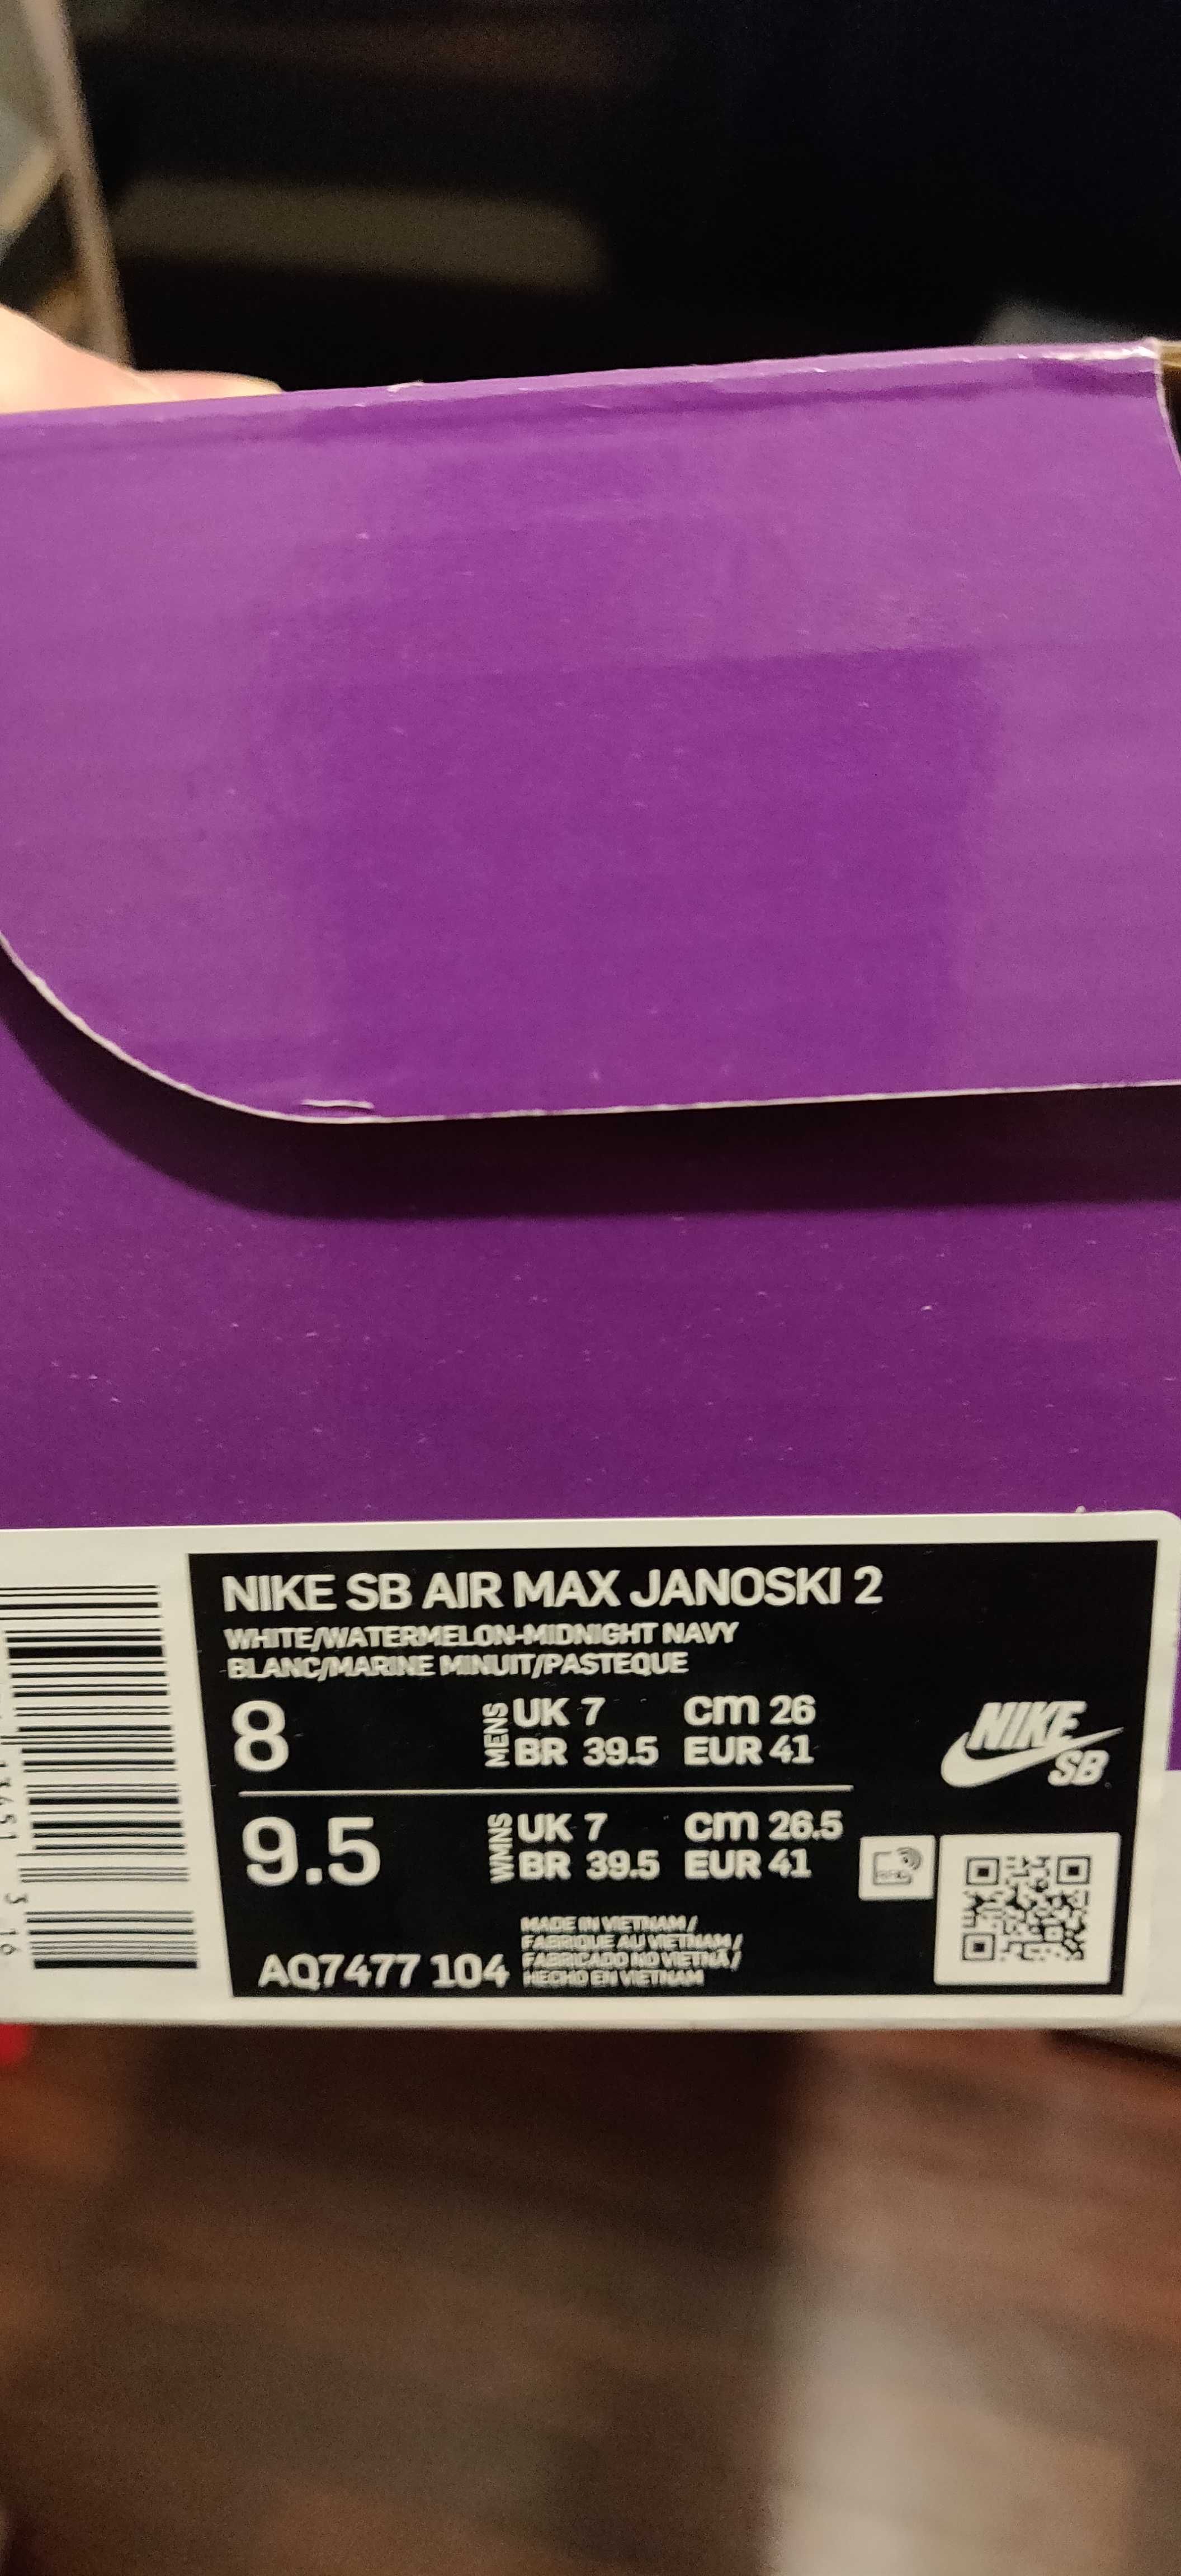 NIKE SB AIR MAX JANOSKI 2
WHITE/WATERMELON-MIDNIGHT NAVY
BLANC/MARINE MINUIT/PASTEQUE
8 MENS UK 7 CM 26
BR 39.5 EUR 41
NIKE
SB
9.5 WMNS UK 7 CM 26.5
BR 39.5 EUR 41
MADE IN VIETNAM/
FABRIQUE AU VIETNAM/
FABRICADO NO VIETNÃ/
HECHO EN VIETNAM
AQ7477 104